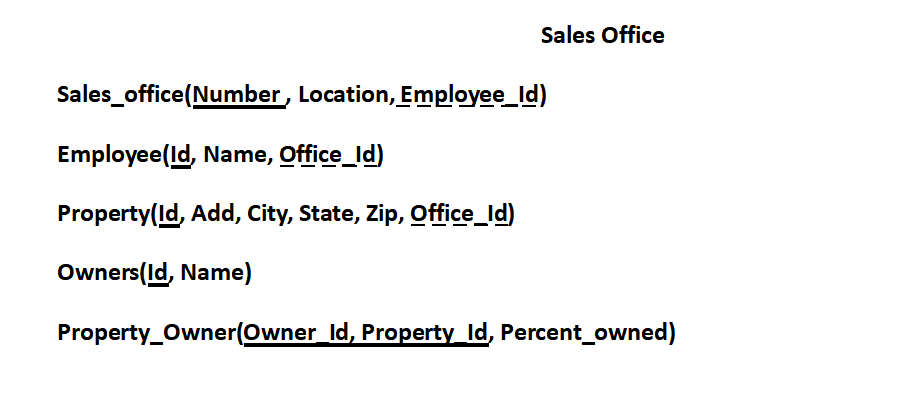 Sales Office
Sales_office(Number , Location, Employee_Id)
Employee(Id, Name, Office_Id)
Property(Id, Add, City, State, Zip, Office_Id)
Owners(Id, Name)
Property_Owner(Owner_Id, Property_Id, Percent_owned)